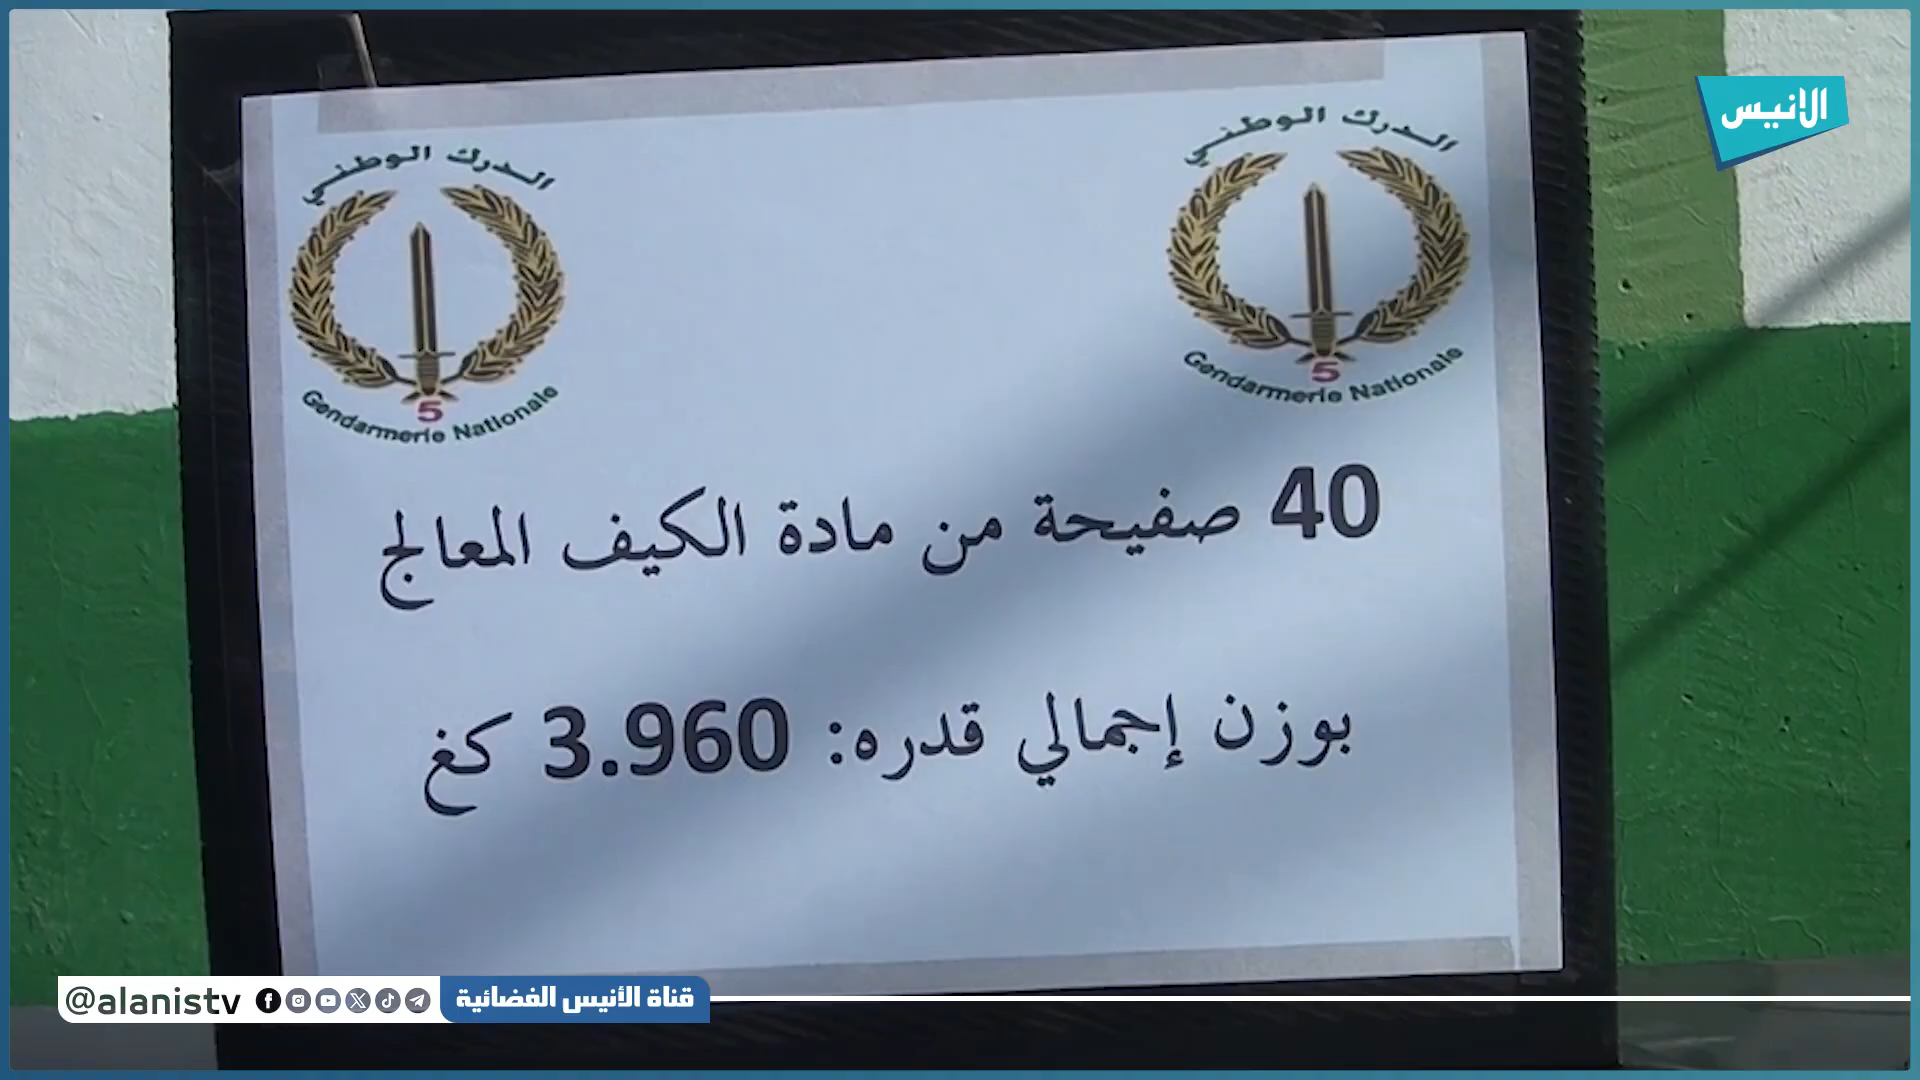 الانيس
الدرك الوطني
الدرك الوطني
5
5
Gendarmerie Nationale
Gendarmerie Nationale
40 صفيحة من مادة الكيف المعالج
بوزن إجمالي قدره: 3.960 كغ
@alanistv
قناة الأنيس الفضائية